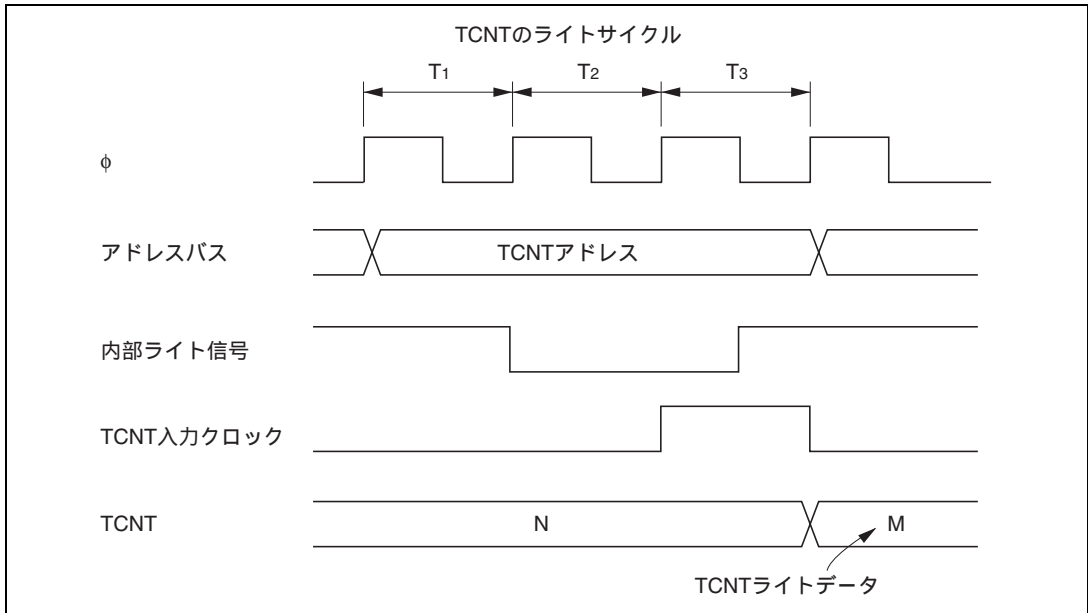 TCNTのライトサイクル
T1 T2 T3
φ
アドレスバス TCNTアドレス
内部ライト信号
TCNT入力クロック
TCNT N M
TCNTライトデータ